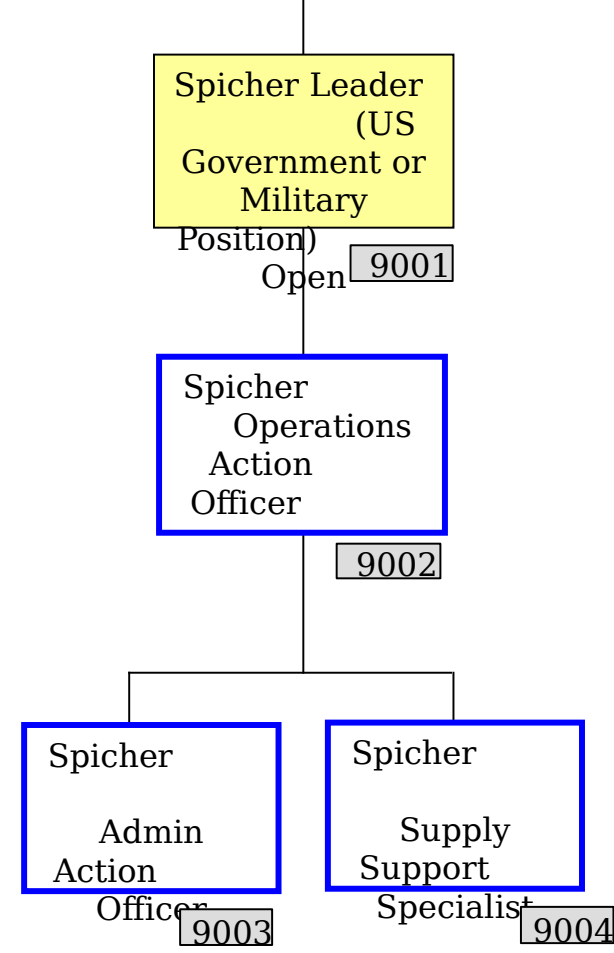 Spicher Leader
(US
Government or
Military
Position)
Open
9001
Spicher
Operations
Action
Officer
9002
Spicher
Admin
Action
Officer
9003
Spicher
Supply
Support
Specialist
9004